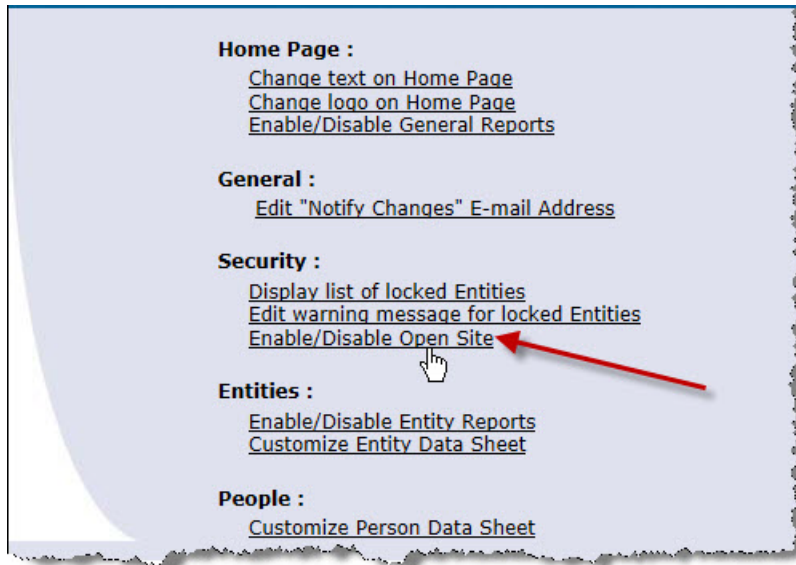 Home Page :
Change text on Home Page
Change logo on Home Page
Enable/Disable General Reports
General :
Edit "Notify Changes" E-mail Address
Security :
Display list of locked Entities
Edit warning message for locked Entities
Enable/Disable Open Site
Entities :
Enable/Disable Entity Reports
Customize Entity Data Sheet
People :
Customize Person Data Sheet